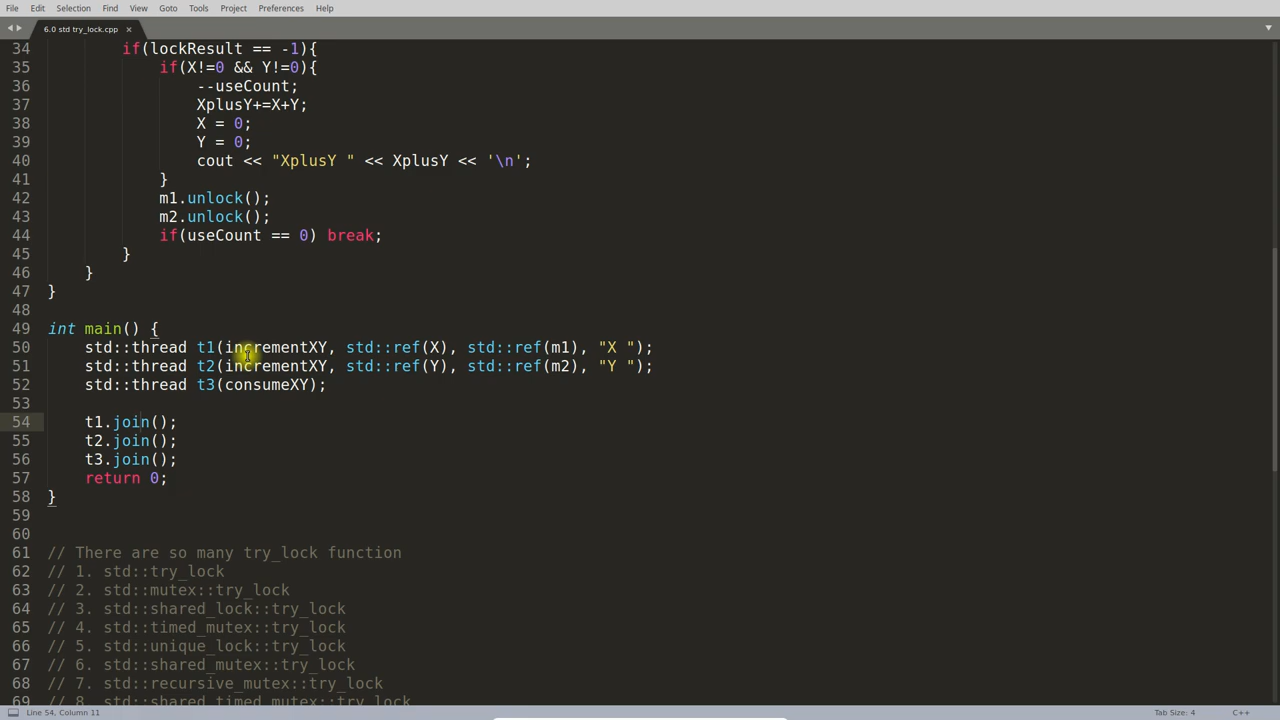 File Edit Selection Find View Goto Tools Project Preferences Help
6.0 std try_lock.cpp ×
34 if(lockResult == -1){
35 if(X!=0 && Y!=0){
36 --useCount;
37 XplusY+=X+Y;
38 X = 0;
39 Y = 0;
40 cout << "XplusY " << XplusY << '\n';
41 }
42 m1.unlock();
43 m2.unlock();
44 if(useCount == 0) break;
45 }
46 }
47 }
48
49 int main() {
50 std::thread t1(incrementXY, std::ref(X), std::ref(m1), "X ");
51 std::thread t2(incrementXY, std::ref(Y), std::ref(m2), "Y ");
52 std::thread t3(consumeXY);
53
54 t1.join();
55 t2.join();
56 t3.join();
57 return 0;
58 }
59
60
61 // There are so many try_lock function
62 // 1. std::try_lock
63 // 2. std::mutex::try_lock
64 // 3. std::shared_lock::try_lock
65 // 4. std::timed_mutex::try_lock
66 // 5. std::unique_lock::try_lock
67 // 6. std::shared_mutex::try_lock
68 // 7. std::recursive_mutex::try_lock
69 // 8. std::shared_timed_mutex::try_lock
Line 54, Column 11 Tab Size: 4 C++